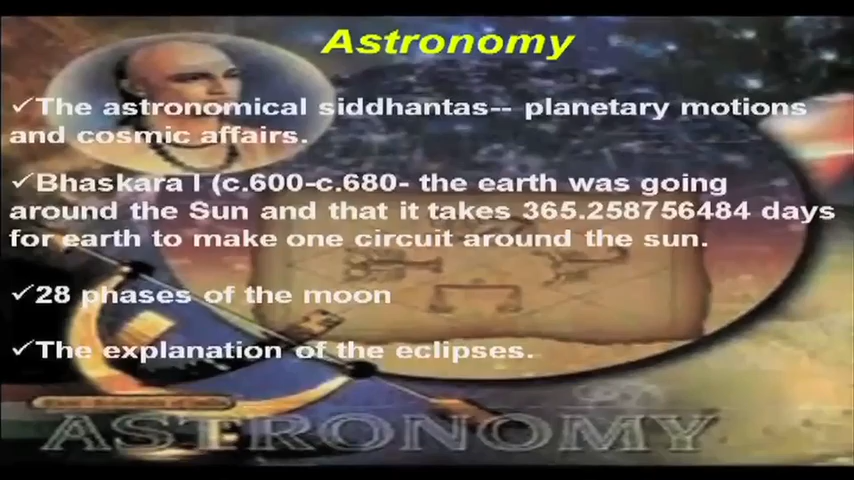 Astronomy
✓The astronomical siddhantas-- planetary motions
and cosmic affairs.
✓Bhaskara I (c.600-c.680- the earth was going
around the Sun and that it takes 365.258756484 days
for earth to make one circuit around the sun.
✓28 phases of the moon
✓The explanation of the eclipses.
ASTRONOMY